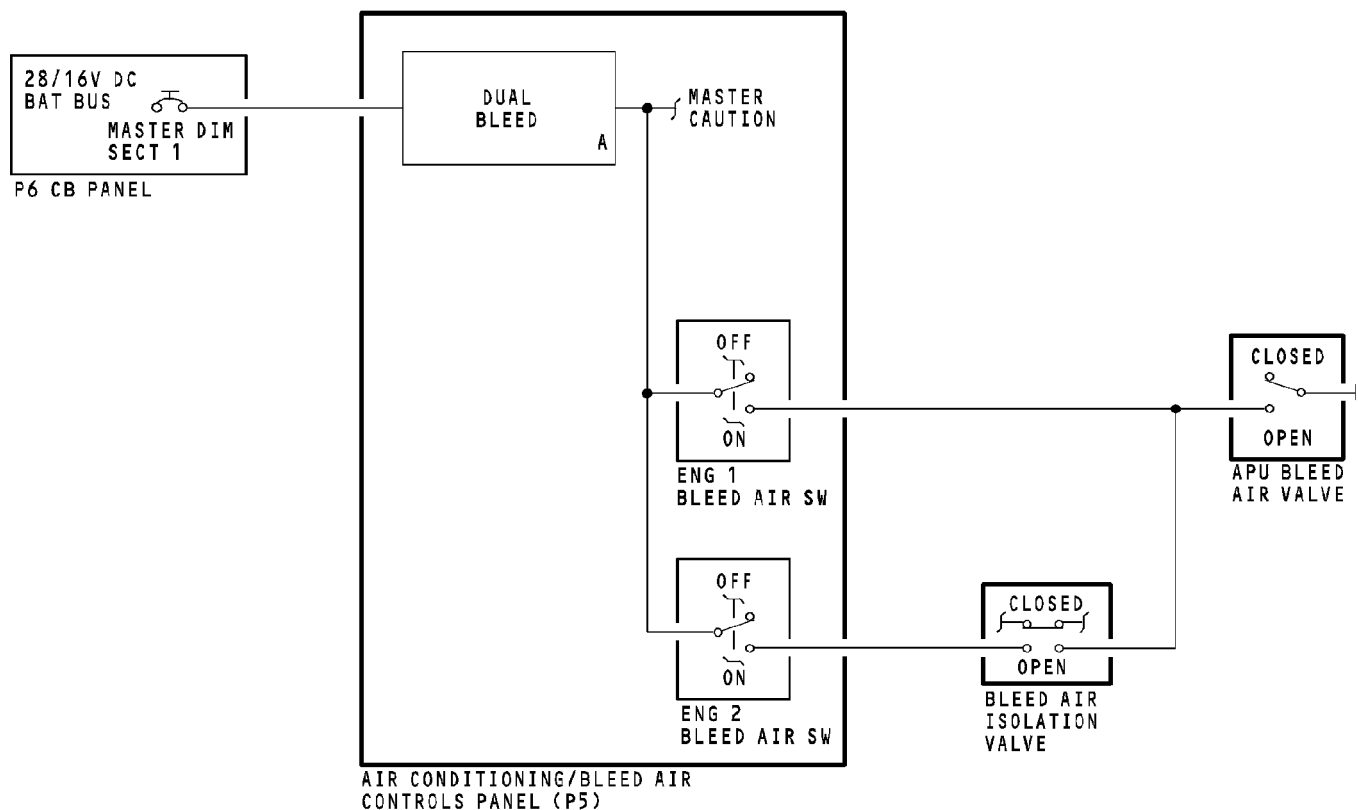 28/16V DC
BAT BUS
MASTER DIM
SECT 1
P6 CB PANEL
DUAL
BLEED
A
MASTER
CAUTION
OFF
ON
ENG 1
BLEED AIR SW
CLOSED
OPEN
APU BLEED
AIR VALVE
OFF
ON
ENG 2
BLEED AIR SW
CLOSED
OPEN
BLEED AIR
ISOLATION
VALVE
AIR CONDITIONING/BLEED AIR
CONTROLS PANEL (P5)